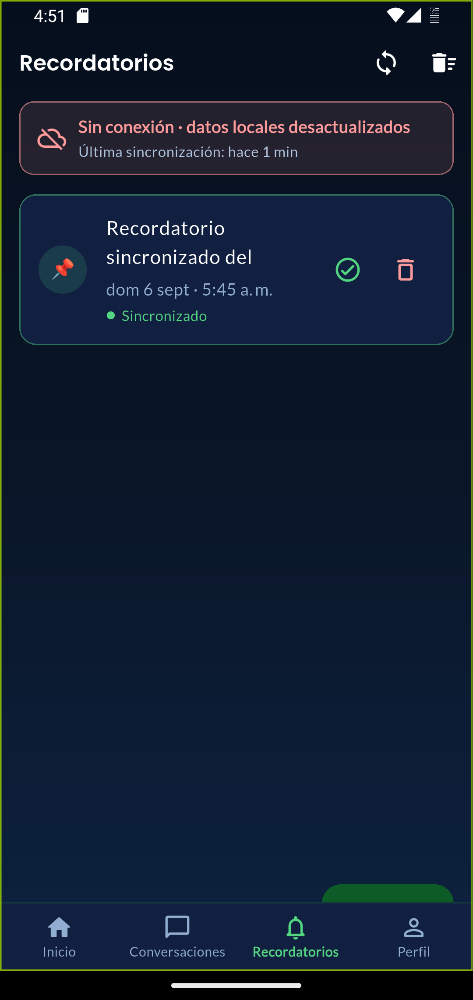 4:51
Recordatorios
Sin conexión · datos locales desactualizados
Última sincronización: hace 1 min
Recordatorio
sincronizado del
dom 6 sept · 5:45 a. m.
Sincronizado
Inicio
Conversaciones
Recordatorios
Perfil